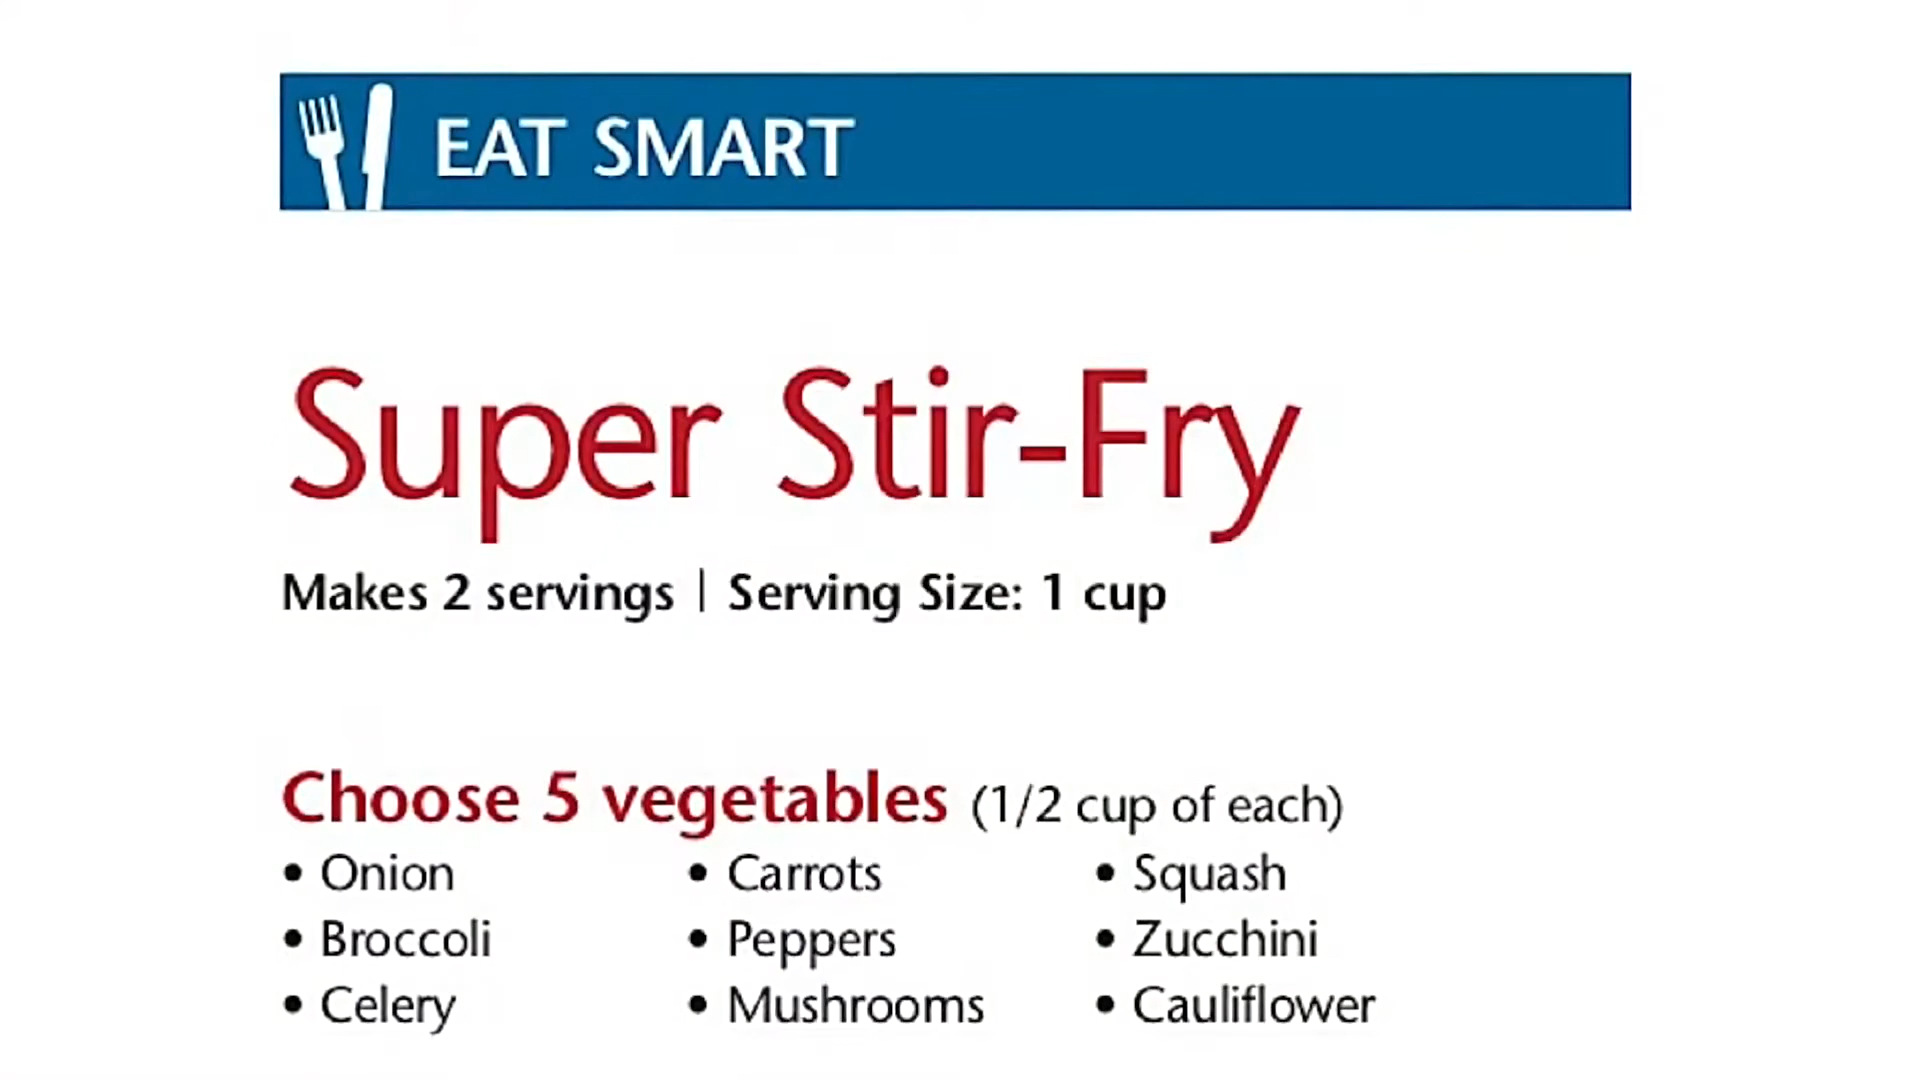 EAT SMART
Super Stir-Fry
Makes 2 servings | Serving Size: 1 cup
Choose 5 vegetables (1/2 cup of each)
• Onion • Carrots • Squash
• Broccoli • Peppers • Zucchini
• Celery • Mushrooms • Cauliflower